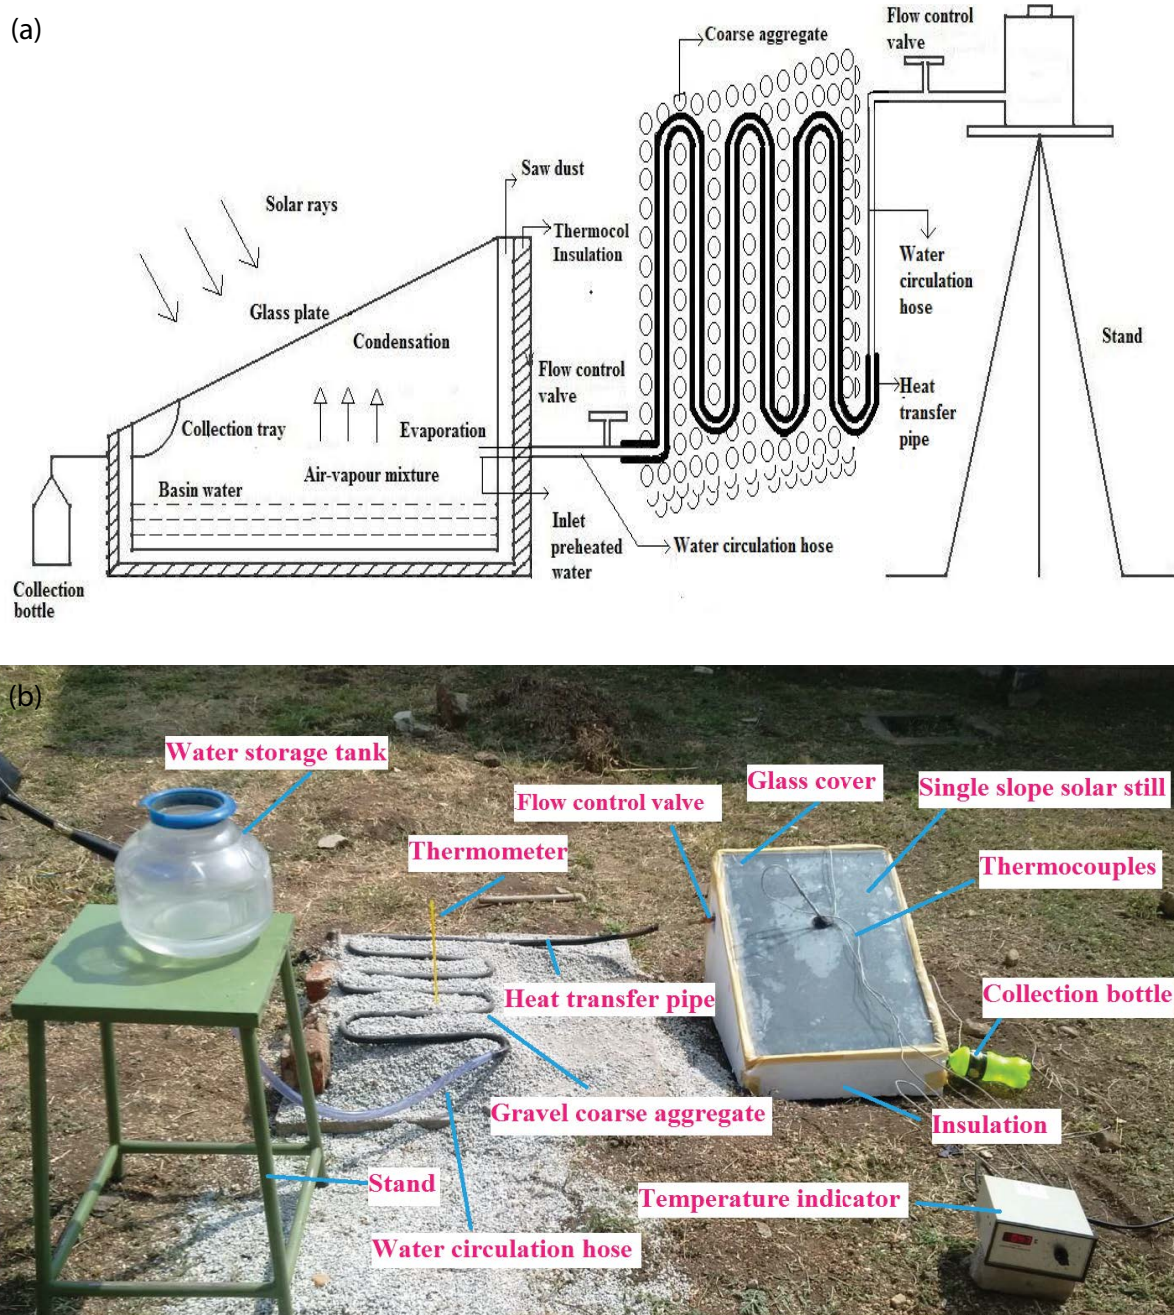 (a)
Coarse aggregate
Flow control
valve
Saw dust
Solar rays
Thermocol
Insulation
Water
circulation
hose
Glass plate
Condensation
Stand
Flow control
valve
Heat
transfer
pipe
Collection tray
Evaporation
Air-vapour mixture
Basin water
Inlet
preheated
water
Water circulation hose
Collection
bottle
(b)
Water storage tank
Glass cover
Single slope solar still
Flow control valve
Thermometer
Thermocouples
Heat transfer pipe
Collection bottle
Gravel coarse aggregate
Insulation
Stand
Temperature indicator
Water circulation hose